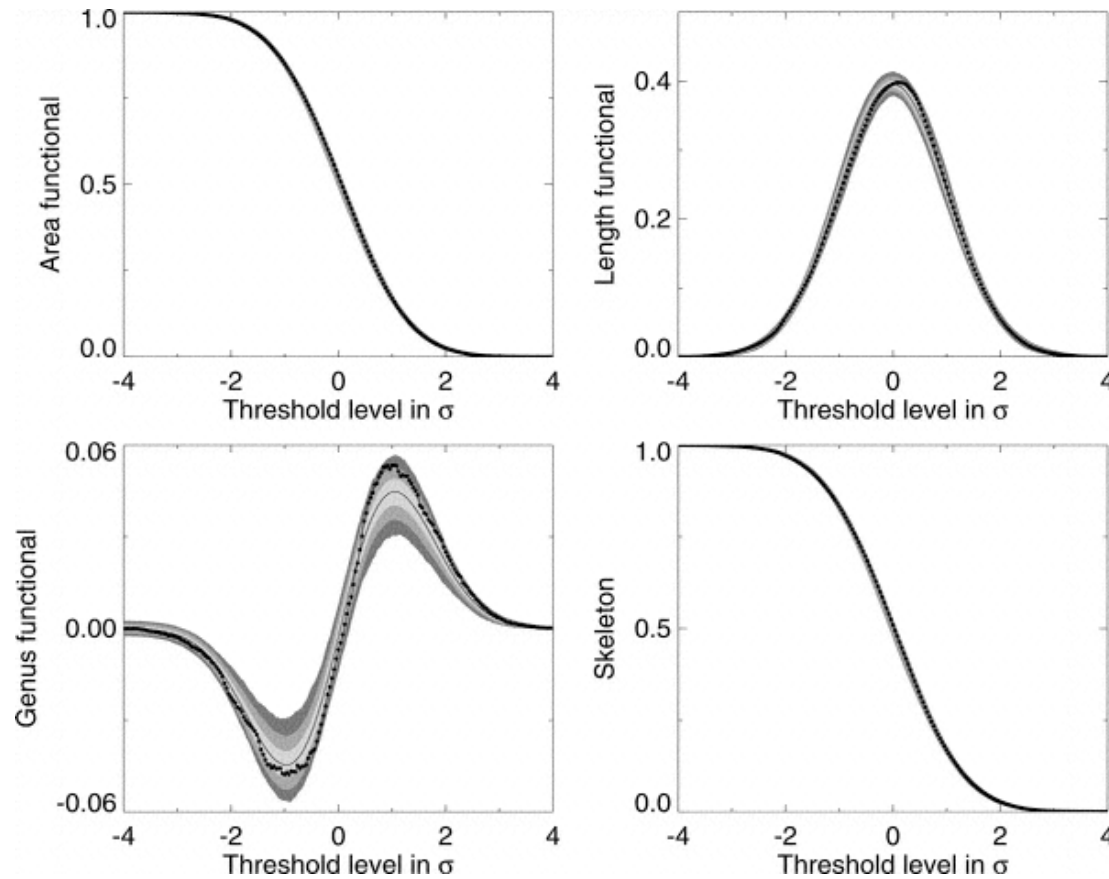 1.0
0.5
0.0
Area functional
-4 -2 0 2 4
Threshold level in σ
0.4
0.2
0.0
Length functional
-4 -2 0 2 4
Threshold level in σ
0.06
0.00
-0.06
Genus functional
-4 -2 0 2 4
Threshold level in σ
1.0
0.5
0.0
Skeleton
-4 -2 0 2 4
Threshold level in σ